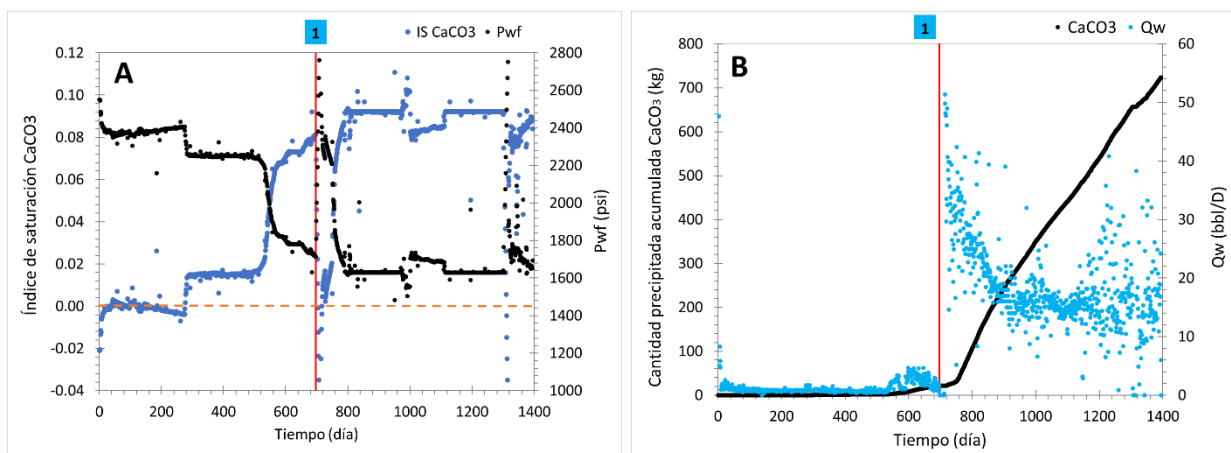 1
IS CaCO3
Pwf
A
Índice de saturación CaCO3
0.12
0.10
0.08
0.06
0.04
0.02
0.00
-0.02
-0.04
2800
2600
2400
2200
2000
1800
1600
1400
1200
1000
Pwf (psi)
0 200 400 600 800 1000 1200 1400
Tiempo (día)
1
CaCO3
Qw
B
Cantidad precipitada acumulada CaCO₃ (kg)
800
700
600
500
400
300
200
100
0
60
50
40
30
20
10
0
Qw (bbl/D)
0 200 400 600 800 1000 1200 1400
Tiempo (día)